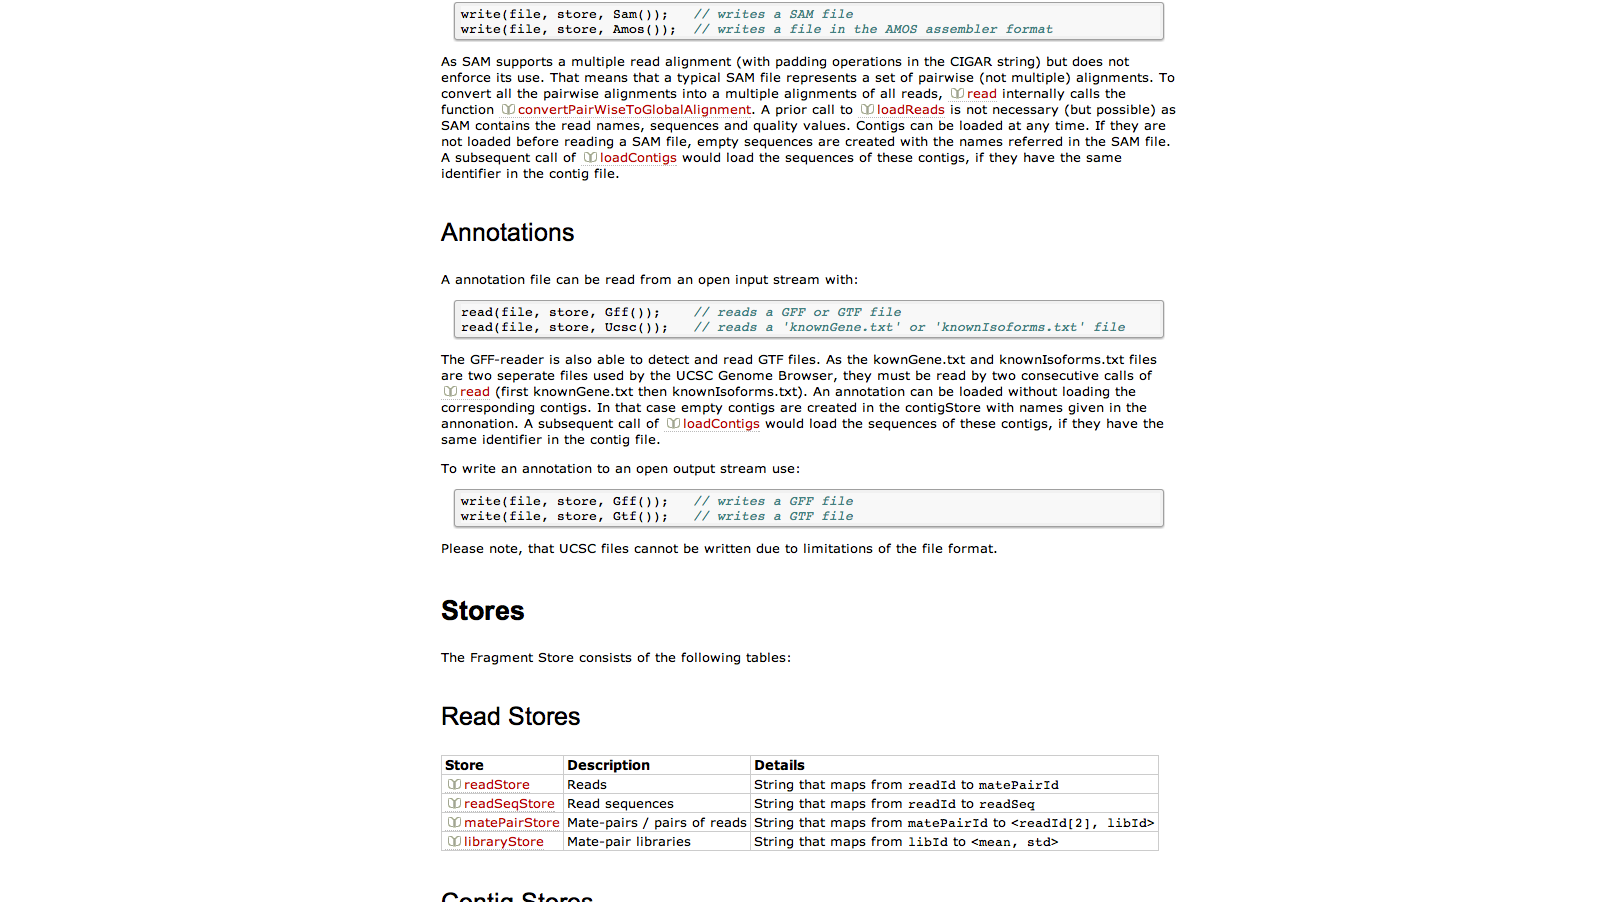 write(file, store, Sam());   // writes a SAM file
write(file, store, Amos());  // writes a file in the AMOS assembler format
As SAM supports a multiple read alignment (with padding operations in the CIGAR string) but does not
enforce its use. That means that a typical SAM file represents a set of pairwise (not multiple) alignments. To
convert all the pairwise alignments into a multiple alignments of all reads, read internally calls the
function convertPairWiseToGlobalAlignment. A prior call to loadReads is not necessary (but possible) as
SAM contains the read names, sequences and quality values. Contigs can be loaded at any time. If they are
not loaded before reading a SAM file, empty sequences are created with the names referred in the SAM file.
A subsequent call of loadContigs would load the sequences of these contigs, if they have the same
identifier in the contig file.
Annotations
A annotation file can be read from an open input stream with:
read(file, store, Gff());    // reads a GFF or GTF file
read(file, store, Ucsc());   // reads a 'knownGene.txt' or 'knownIsoforms.txt' file
The GFF-reader is also able to detect and read GTF files. As the kownGene.txt and knownIsoforms.txt files
are two seperate files used by the UCSC Genome Browser, they must be read by two consecutive calls of
read (first knownGene.txt then knownIsoforms.txt). An annotation can be loaded without loading the
corresponding contigs. In that case empty contigs are created in the contigStore with names given in the
annonation. A subsequent call of loadContigs would load the sequences of these contigs, if they have the
same identifier in the contig file.
To write an annotation to an open output stream use:
write(file, store, Gff());   // writes a GFF file
write(file, store, Gtf());   // writes a GTF file
Please note, that UCSC files cannot be written due to limitations of the file format.
Stores
The Fragment Store consists of the following tables:
Read Stores
Store Description Details
readStore Reads String that maps from readId to matePairId
readSeqStore Read sequences String that maps from readId to readSeq
matePairStore Mate-pairs / pairs of reads String that maps from matePairId to <readId[2], libId>
libraryStore Mate-pair libraries String that maps from libId to <mean, std>
Contig Stores